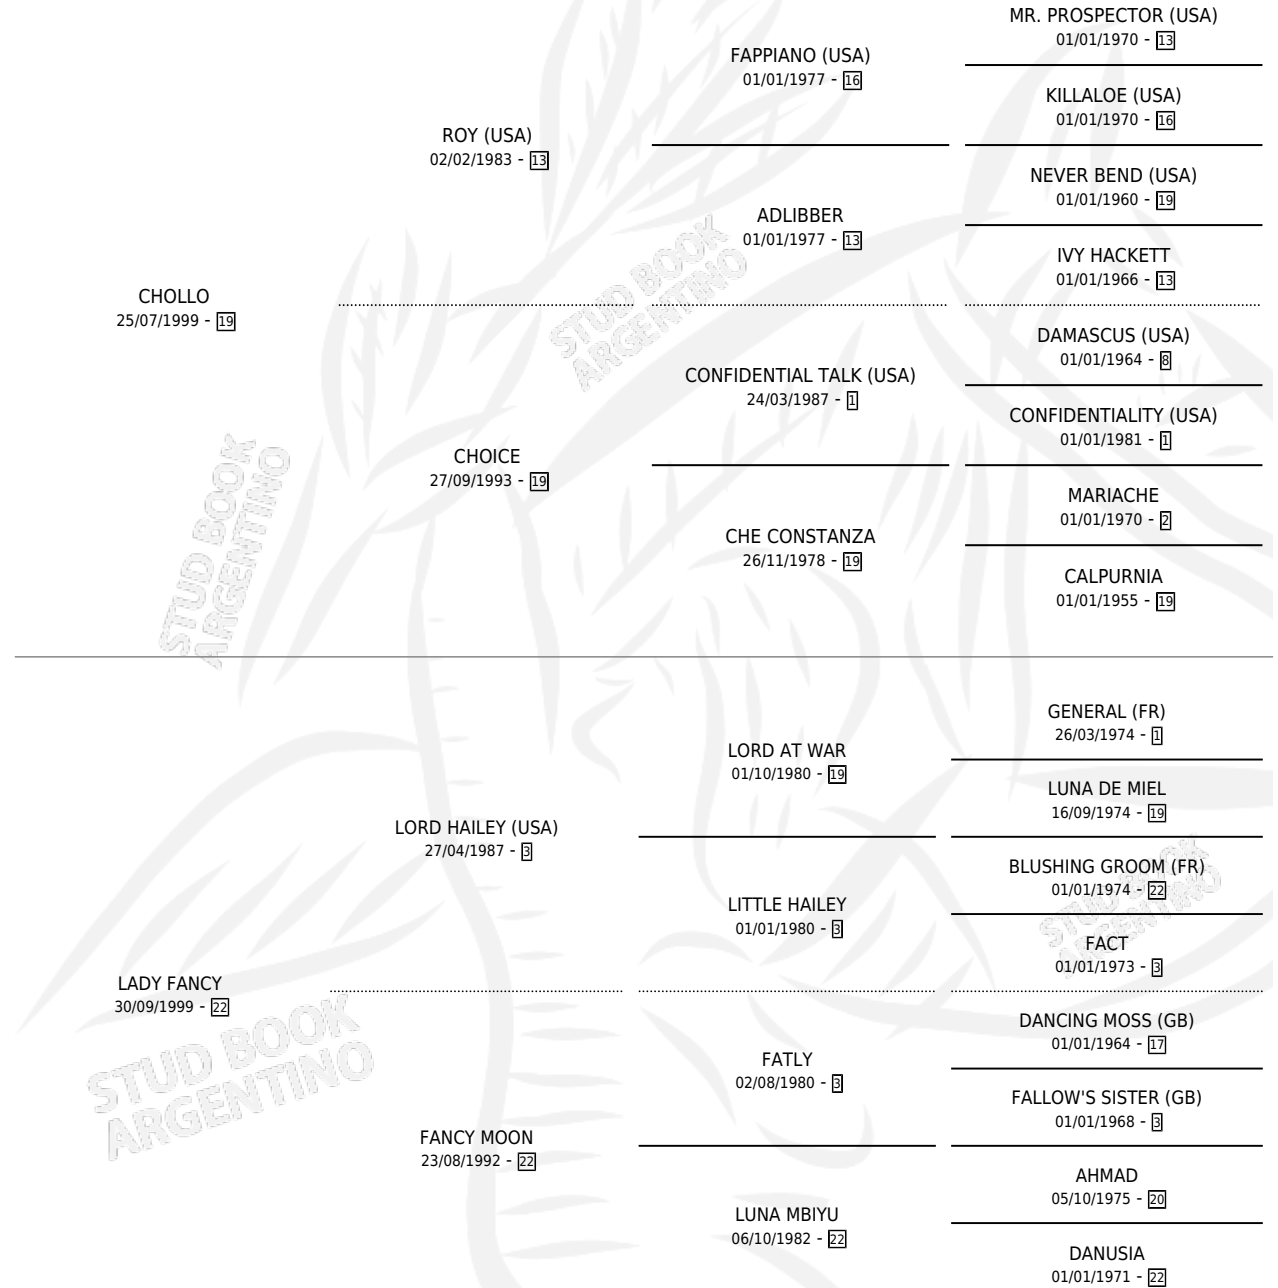 MR. PROSPECTOR (USA)
01/01/1970 - 13
FAPPIANO (USA)
01/01/1977 - 16
KILLALOE (USA)
01/01/1970 - 16
ROY (USA)
02/02/1983 - 13
NEVER BEND (USA)
01/01/1960 - 19
ADLIBBER
01/01/1977 - 13
IVY HACKETT
01/01/1966 - 13
CHOLLO
25/07/1999 - 19
STUD BOOK
ARGENTINO
DAMASCUS (USA)
01/01/1964 - 8
CONFIDENTIAL TALK (USA)
24/03/1987 - 1
CONFIDENTIALITY (USA)
01/01/1981 - 1
CHOICE
27/09/1993 - 19
MARIACHE
01/01/1970 - 2
CHE CONSTANZA
26/11/1978 - 19
CALPURNIA
01/01/1955 - 19
STUD BOOK
ARGENTINO
GENERAL (FR)
26/03/1974 - 1
LORD AT WAR
01/10/1980 - 19
LUNA DE MIEL
16/09/1974 - 19
LORD HAILEY (USA)
27/04/1987 - 3
BLUSHING GROOM (FR)
01/01/1974 - 22
LITTLE HAILEY
01/01/1980 - 3
STUD BOOK
ARGENTINO
FACT
01/01/1973 - 3
LADY FANCY
30/09/1999 - 22
STUD BOOK
ARGENTINO
DANCING MOSS (GB)
01/01/1964 - 17
FATLY
02/08/1980 - 3
FALLOW'S SISTER (GB)
01/01/1968 - 3
FANCY MOON
23/08/1992 - 22
AHMAD
05/10/1975 - 20
LUNA MBIYU
06/10/1982 - 22
DANUSIA
01/01/1971 - 22